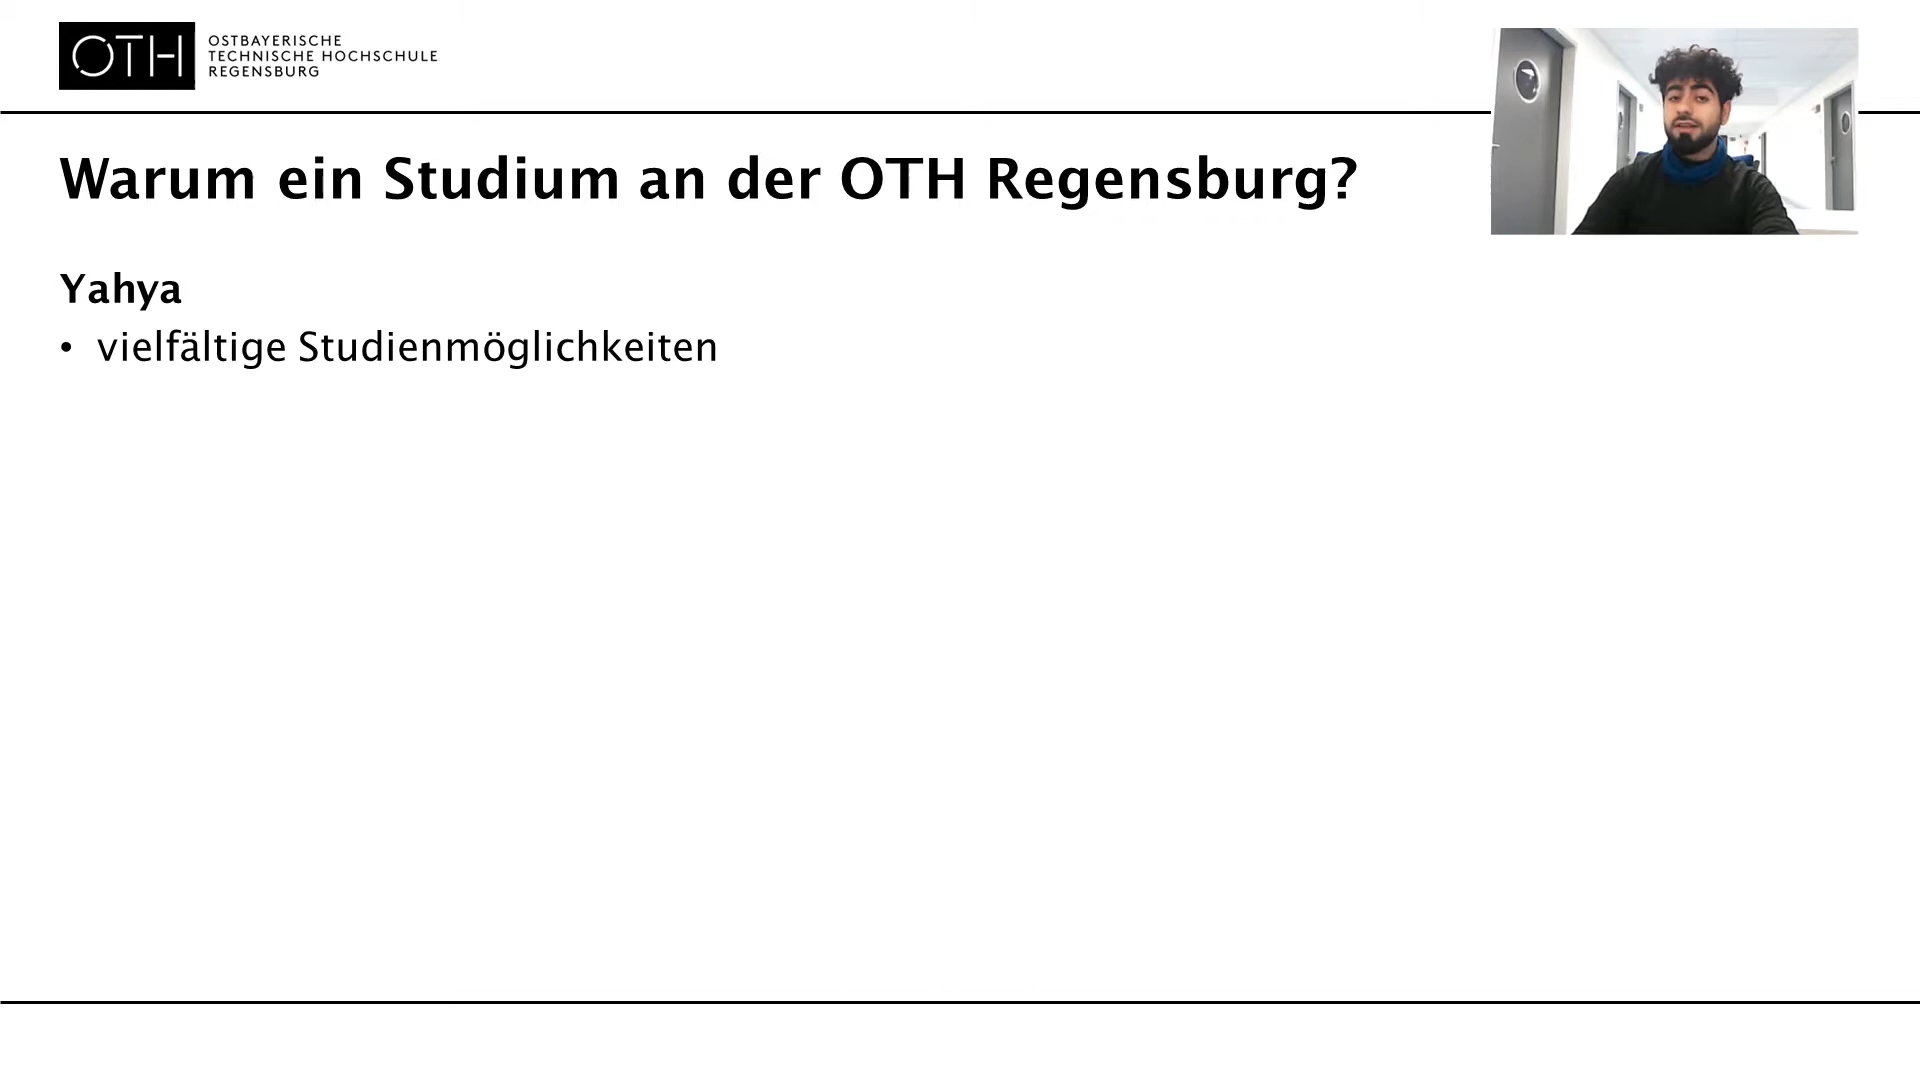 OTH
OSTBAYERISCHE
TECHNISCHE HOCHSCHULE
REGENSBURG
Warum ein Studium an der OTH Regensburg?
Yahya
• vielfältige Studienmöglichkeiten